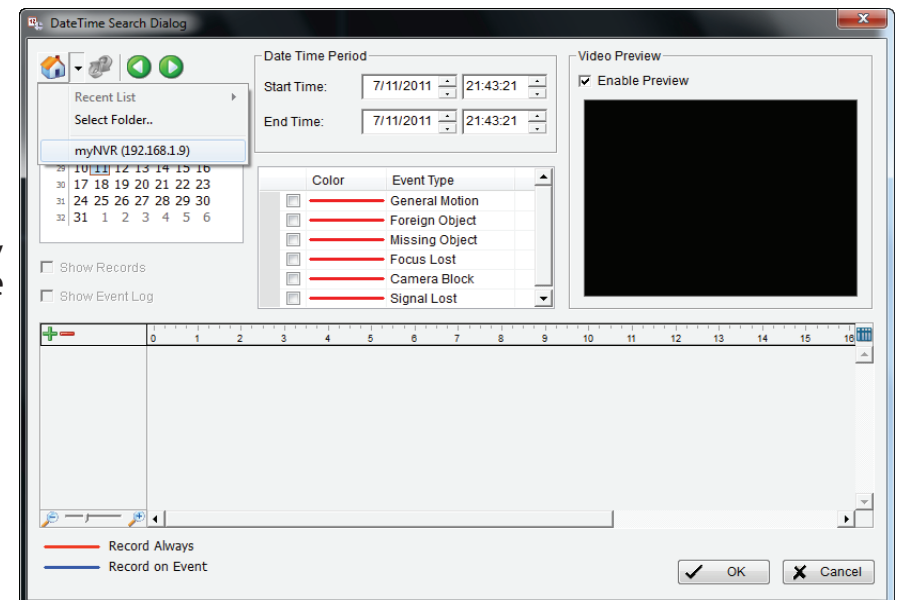 DateTime Search Dialog
Recent List
Select Folder..
myNVR (192.168.1.9)
29 10 11 12 13 14 15 16
30 17 18 19 20 21 22 23
31 24 25 26 27 28 29 30
32 31 1 2 3 4 5 6
Show Records
Show Event Log
Date Time Period
Start Time: 7/11/2011 21:43:21
End Time: 7/11/2011 21:43:21
Color Event Type
General Motion
Foreign Object
Missing Object
Focus Lost
Camera Block
Signal Lost
Video Preview
Enable Preview
0 1 2 3 4 5 6 7 8 9 10 11 12 13 14 15 16
Record Always
Record on Event
OK Cancel